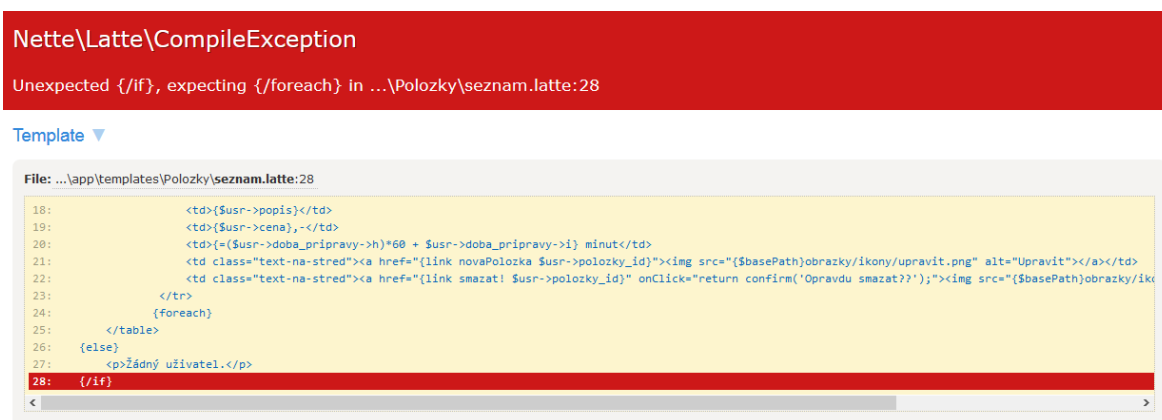 Nette\Latte\CompileException
Unexpected {/if}, expecting {/foreach} in ...\Polozky\seznam.latte:28
Template ▼
File: ...\app\templates\Polozky\seznam.latte:28
18: <td>{$usr->popis}</td>
19: <td>{$usr->cena},-</td>
20: <td>{=($usr->doba_pripravy->h)*60 + $usr->doba_pripravy->i} minut</td>
21: <td class="text-na-stred"><a href="{link novaPolozka $usr->polozky_id}"><img src="{$basePath}obrazky/ikony/upravit.png" alt="Upravit"></a></td>
22: <td class="text-na-stred"><a href="{link smazat! $usr->polozky_id}" onClick="return confirm('Opravdu smazat??');"><img src="{$basePath}obrazky/iko
23: </tr>
24: {foreach}
25: </table>
26: {else}
27: <p>Žádný uživatel.</p>
28: {/if}